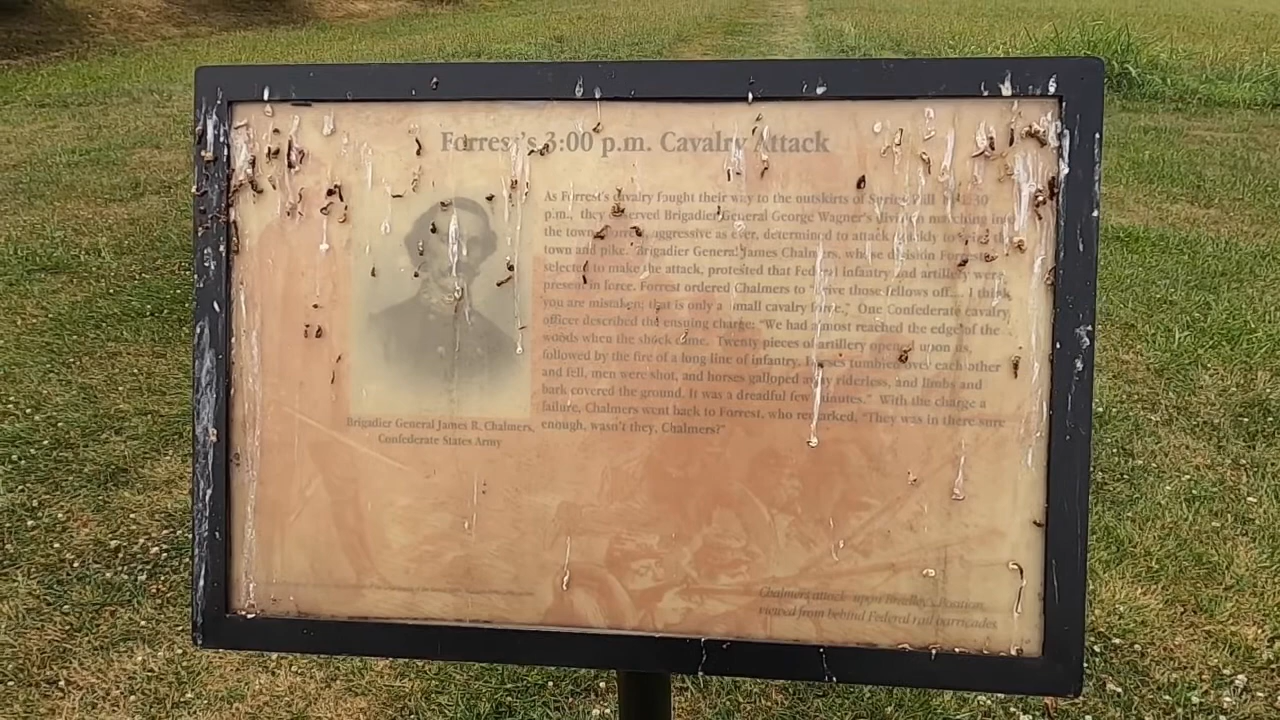 Forrest's 3:00 p.m. Cavalry Attack
As Forrest's cavalry fought their way to the outskirts of Spring Hill
p.m., they observed Brigadier General George Wagner's division marching into
the town. Forrest, aggressive as ever, determined to attack quickly to seize the
town and pike. Brigadier General James Chalmers, whose division Forrest
selected to make the attack, protested that Federal infantry and artillery were
present in force. Forrest ordered Chalmers to "drive those fellows off.... I think
you are mistaken; that is only a small cavalry force." One Confederate cavalry
officer described the ensuing charge: "We had almost reached the edge of the
woods when the shock came. Twenty pieces of artillery opened upon us,
followed by the fire of a long line of infantry. Horses tumbled over each other
and fell, men were shot, and horses galloped away riderless, and limbs and
bark covered the ground. It was a dreadful few minutes." With the charge a
failure, Chalmers went back to Forrest, who remarked, "They was in there sure
enough, wasn't they, Chalmers?"
Brigadier General James R. Chalmers,
Confederate States Army
Chalmers attack upon Bradley's Position,
viewed from behind Federal rail barricades